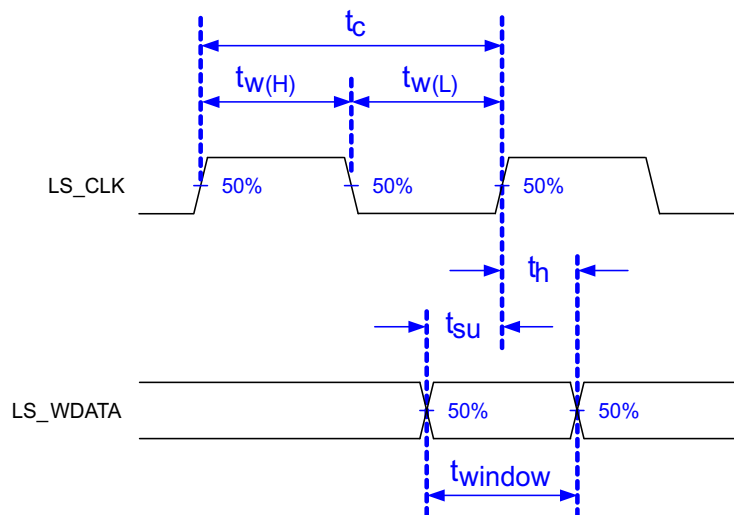 tc
tw(H) tw(L)
LS_CLK 50% 50% 50%
th
tsu
LS_WDATA 50% 50%
twindow